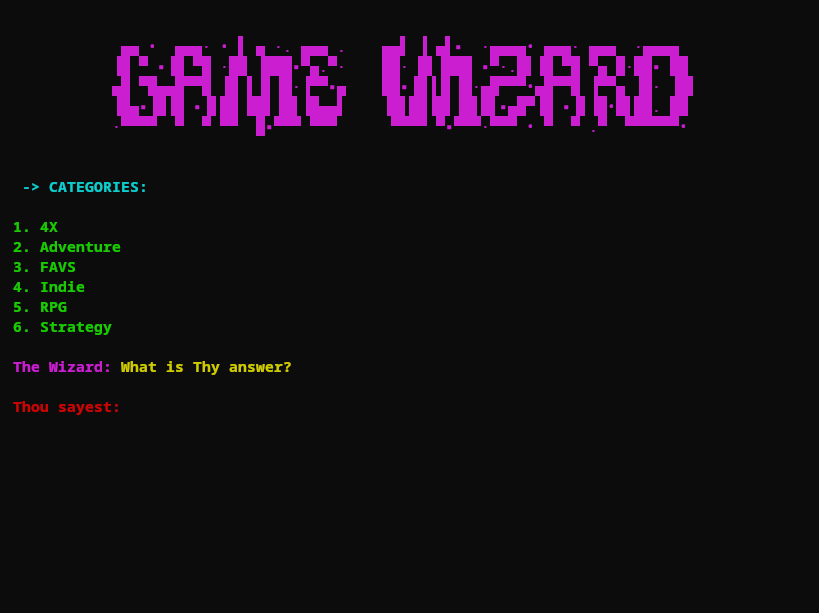 GAME WIZARD
-> CATEGORIES:
1. 4X
2. Adventure
3. FAVS
4. Indie
5. RPG
6. Strategy
The Wizard: What is Thy answer?
Thou sayest: